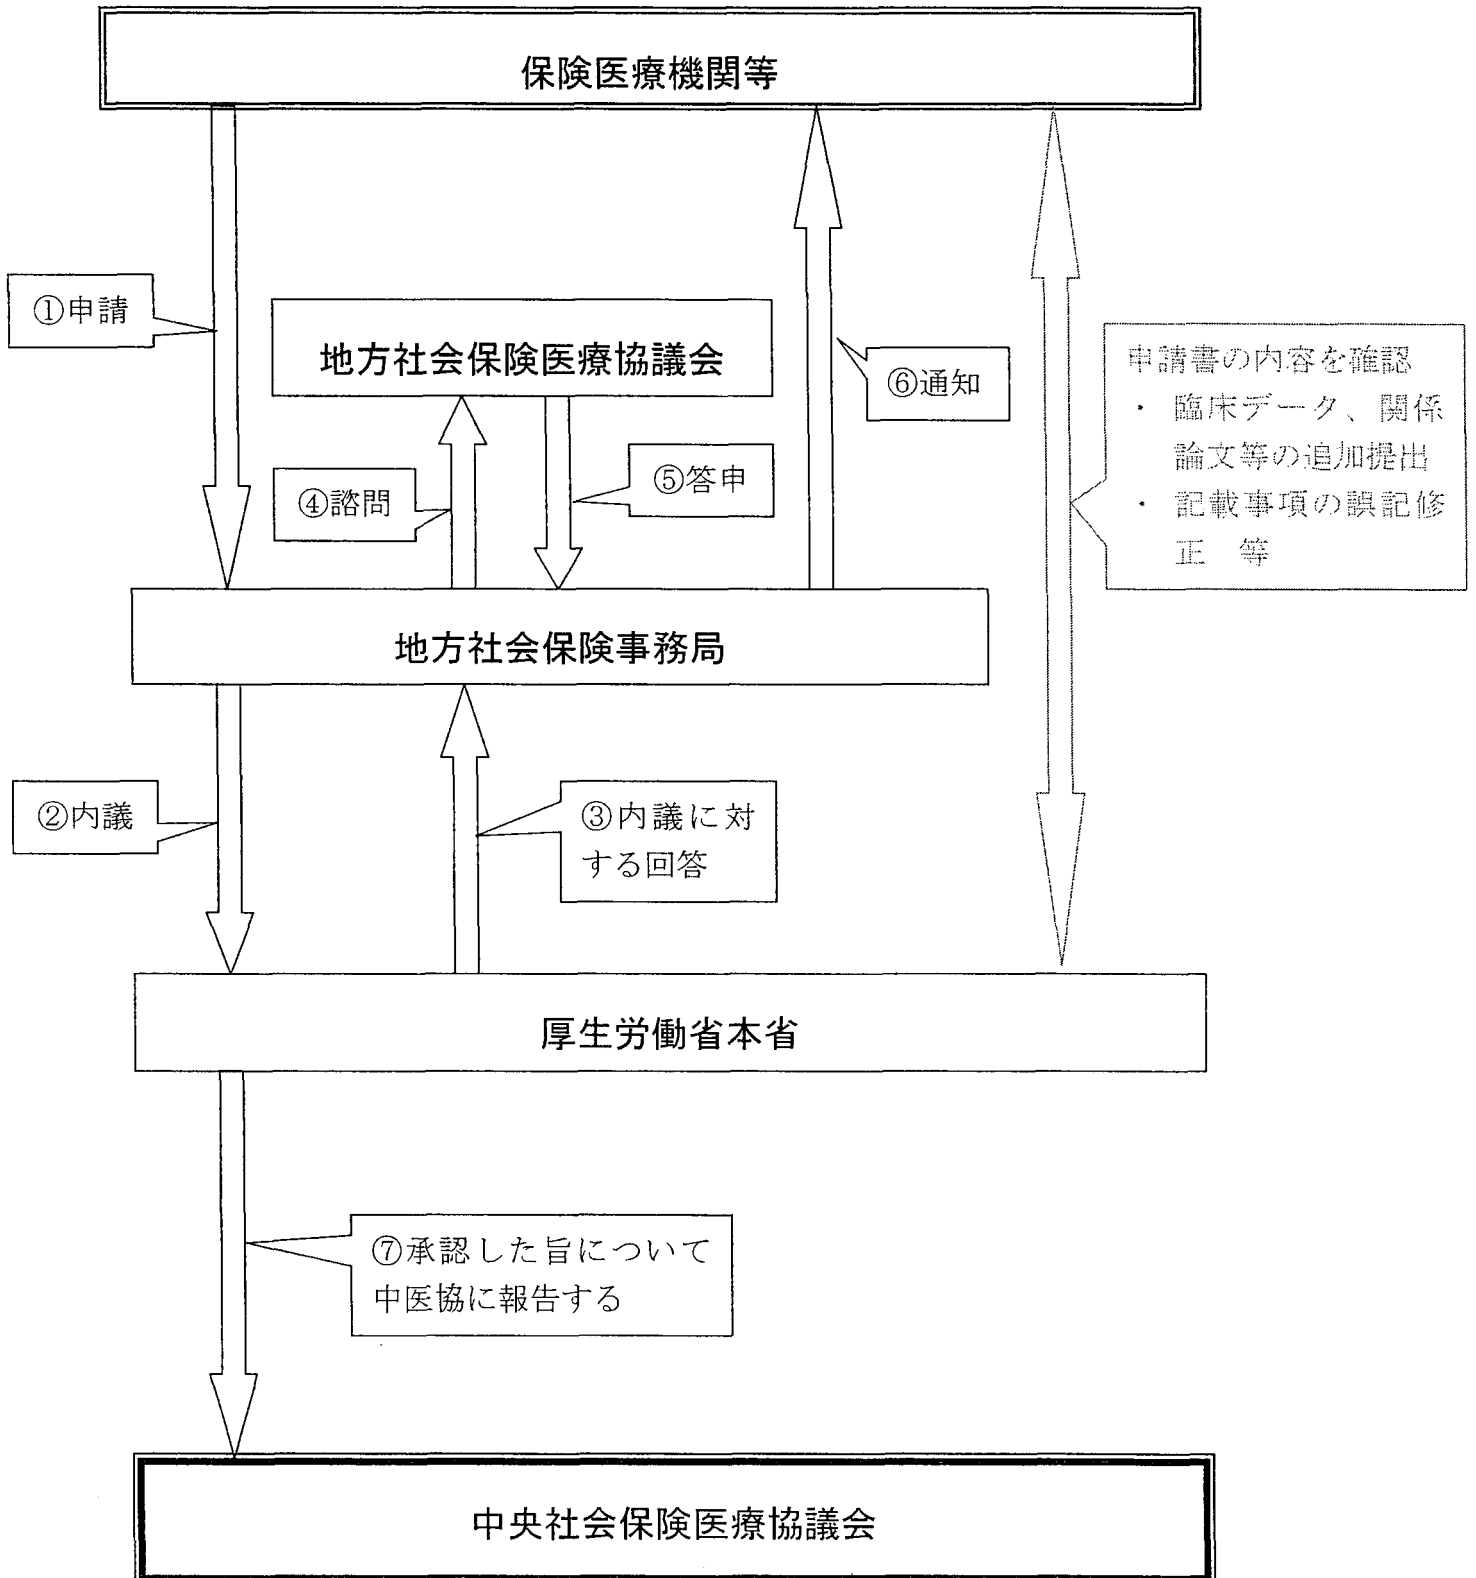 保険医療機関等
①申請
地方社会保険医療協議会
⑥通知
申請書の内容を確認
・ 臨床データ、関係
論文等の追加提出
・ 記載事項の誤記修
正 等
④諮問
⑤答申
地方社会保険事務局
②内議
③内議に対
する回答
厚生労働省本省
⑦承認した旨について
中医協に報告する
中央社会保険医療協議会